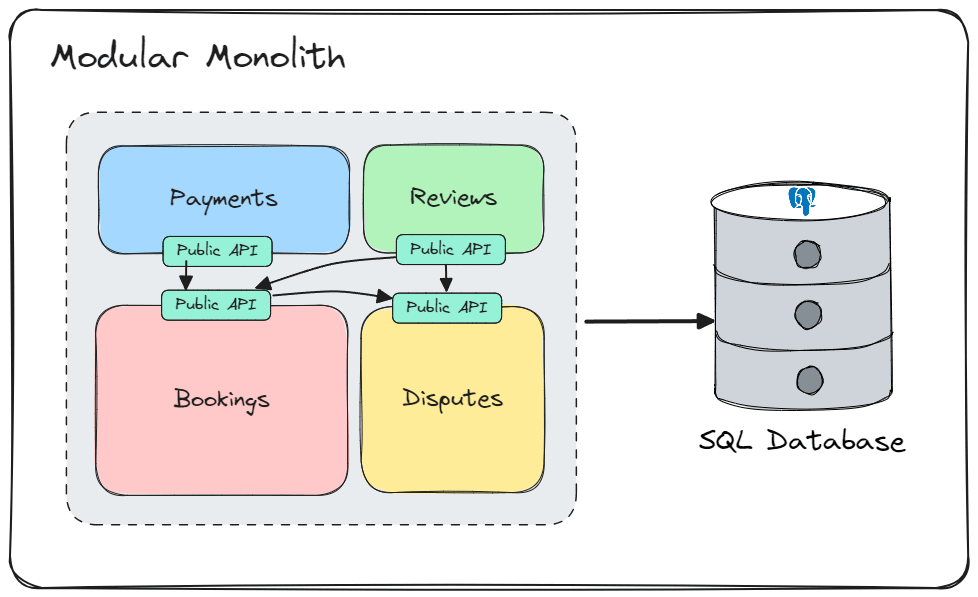 Modular Monolith
Payments
Reviews
Public API
Public API
Public API
Public API
Bookings
Disputes
SQL Database